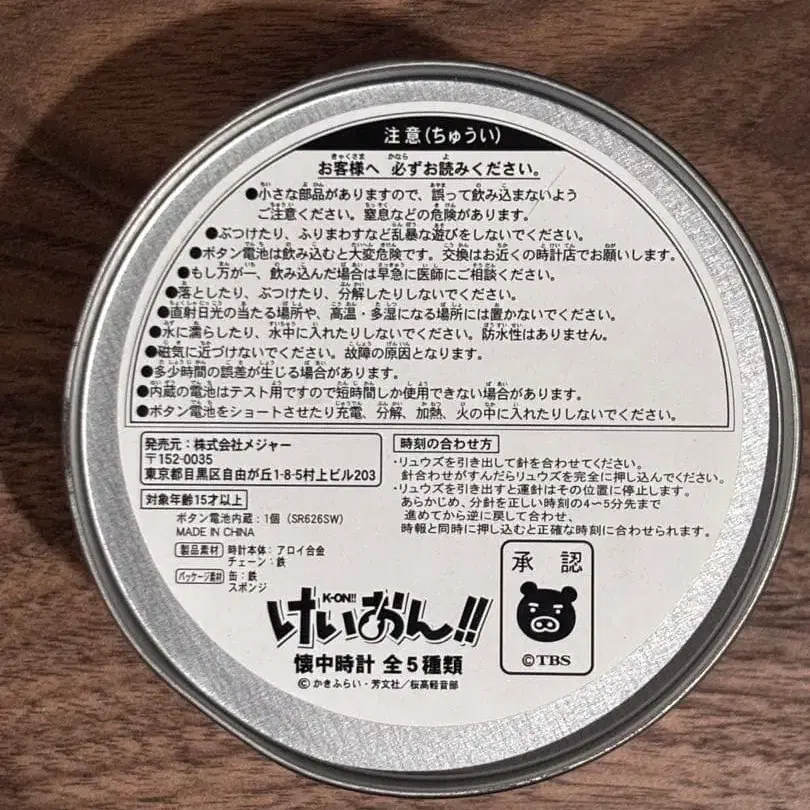 注意(ちゅうい)
お客様へ 必ずお読みください。
●小さな部品がありますので、誤って飲み込まないよう
ご注意ください。窒息などの危険があります。
●ぶつけたり、ふりまわすなど乱暴な遊びをしないでください。
●ボタン電池は飲み込むと大変危険です。交換はお近くの時計店でお願いします。
●もし万が一、飲み込んだ場合は早急に医師にご相談ください。
●落としたり、ぶつけたり、分解したりしないでください。
●直射日光の当たる場所や、高温・多湿になる場所には置かないでください。
●水に濡らしたり、水中に入れたりしないでください。防水性はありません。
●磁気に近づけないでください。故障の原因となります。
●多少時間の誤差が生じる場合があります。
●内蔵の電池はテスト用ですので短時間しか使用できない場合があります。
●ボタン電池をショートさせたり充電、分解、加熱、火の中に入れたりしないでください。
発売元：株式会社メジャー
〒152-0035
東京都目黒区自由が丘1-8-5村上ビル203
対象年齢15才以上
ボタン電池内蔵：1個（SR626SW）
MADE IN CHINA
製品素材 時計本体：アロイ合金
チェーン：鉄
パッケージ素材 缶：鉄
スポンジ
時刻の合わせ方
・リュウズを引き出して針を合わせてください。
針合わせがすんだらリュウズを完全に押し込んでください。
・リュウズを引き出すと運針はその位置に停止します。
あらかじめ、分針を正しい時刻の4〜5分先まで
進めてから逆に戻して合わせ、
時報と同時に押し込むと正確な時刻に合わせられます。
K-ON!!
けいおん!!
懐中時計 全5種類
©かきふらい・芳文社／桜高軽音部
承認
©TBS